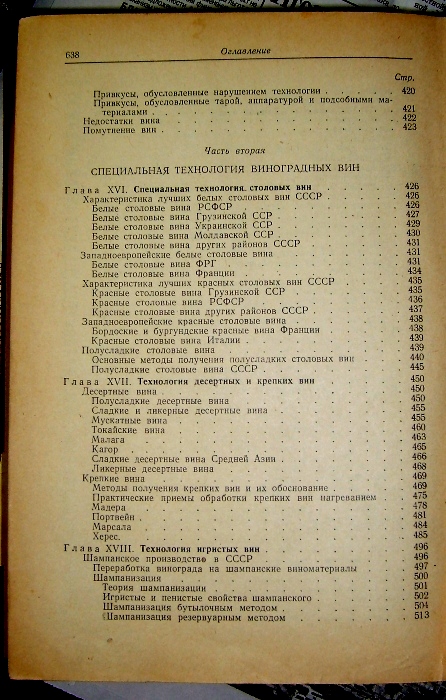 638
Оглавление
Стр.
Привкусы, обусловленные нарушением технологии . . . . . 420
Привкусы, обусловленные тарой, аппаратурой и подсобными ма-
териалами . . . . . 421
Недостатки вина . . . . . 422
Помутнение вин . . . . . 423
Часть вторая
СПЕЦИАЛЬНАЯ ТЕХНОЛОГИЯ ВИНОГРАДНЫХ ВИН
Глава XVI. Специальная технология столовых вин . . . . . 426
Характеристика лучших белых столовых вин СССР . . . . . 426
Белые столовые вина РСФСР . . . . . 426
Белые столовые вина Грузинской ССР . . . . . 427
Белые столовые вина Украинской ССР . . . . . 429
Белые столовые вина Молдавской ССР . . . . . 430
Белые столовые вина других районов СССР . . . . . 431
Западноевропейские белые столовые вина . . . . . 431
Белые столовые вина ФРГ . . . . . 431
Белые столовые вина Франции . . . . . 434
Характеристика лучших красных столовых вин СССР . . . . . 435
Красные столовые вина Грузинской ССР . . . . . 435
Красные столовые вина РСФСР . . . . . 436
Красные столовые вина других районов СССР . . . . . 437
Западноевропейские красные столовые вина . . . . . 438
Бордоские и бургундские красные вина Франции . . . . . 438
Красные столовые вина Италии . . . . . 439
Полусладкие столовые вина . . . . . 439
Основные методы получения полусладких столовых вин . . . . . 440
Полусладкие столовые вина СССР . . . . . 445
Глава XVII. Технология десертных и крепких вин . . . . . 450
Десертные вина . . . . . 450
Полусладкие десертные вина . . . . . 450
Сладкие и ликерные десертные вина . . . . . 455
Мускатные вина . . . . . 455
Токайские вина . . . . . 460
Малага . . . . . 463
Кагор . . . . . 465
Сладкие десертные вина Средней Азии . . . . . 466
Ликерные десертные вина . . . . . 468
Крепкие вина . . . . . 469
Методы получения крепких вин и их обоснование . . . . . 469
Практические приемы обработки крепких вин нагреванием . . . . . 475
Мадера . . . . . 478
Портвейн . . . . . 481
Марсала . . . . . 484
Херес . . . . . 485
Глава XVIII. Технология игристых вин . . . . . 496
Шампанское производство в СССР . . . . . 496
Переработка винограда на шампанские виноматериалы . . . . . 497
Шампанизация . . . . . 500
Теория шампанизации . . . . . 501
Игристые и пенистые свойства шампанского . . . . . 502
Шампанизация бутылочным методом . . . . . 504
Шампанизация резервуарным методом . . . . . 513